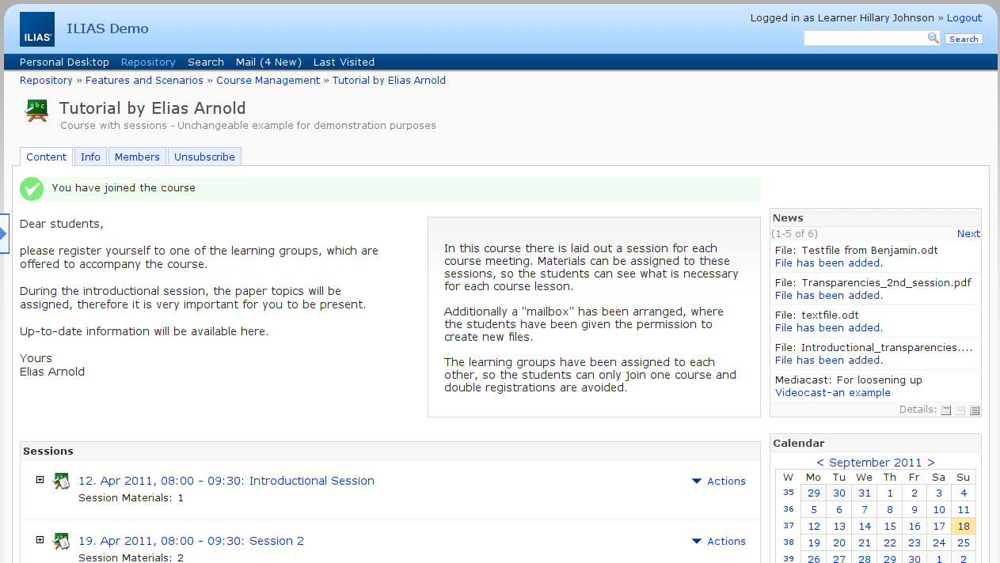 ILIAS
ILIAS Demo
Logged in as Learner Hillary Johnson » Logout
Search
Personal Desktop Repository Search Mail (4 New) Last Visited
Repository » Features and Scenarios » Course Management » Tutorial by Elias Arnold
Tutorial by Elias Arnold
Course with sessions - Unchangeable example for demonstration purposes
Content Info Members Unsubscribe
You have joined the course
Dear students,
please register yourself to one of the learning groups, which are
offered to accompany the course.
During the introductional session, the paper topics will be
assigned, therefore it is very important for you to be present.
Up-to-date information will be available here.
Yours
Elias Arnold
In this course there is laid out a session for each
course meeting. Materials can be assigned to these
sessions, so the students can see what is necessary
for each course lesson.
Additionally a "mailbox" has been arranged, where
the students have been given the permission to
create new files.
The learning groups have been assigned to each
other, so the students can only join one course and
double registrations are avoided.
Sessions
12. Apr 2011, 08:00 - 09:30: Introductional Session
Actions
Session Materials: 1
19. Apr 2011, 08:00 - 09:30: Session 2
Actions
Session Materials: 2
News
(1-5 of 6) Next
File: Testfile from Benjamin.odt
File has been added.
File: Transparencies_2nd_session.pdf
File has been added.
File: textfile.odt
File has been added.
File: Introductional_transparencies....
File has been added.
Mediacast: For loosening up
Videocast-an example
Details:
Calendar
< September 2011 >
W Mo Tu We Th Fr Sa Su
35 29 30 31 1 2 3 4
36 5 6 7 8 9 10 11
37 12 13 14 15 16 17 18
38 19 20 21 22 23 24 25
39 26 27 28 29 30 1 2